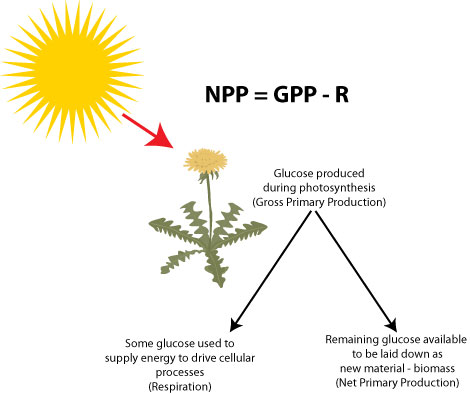 NPP = GPP - R
Glucose produced
during photosynthesis
(Gross Primary Production)
Some glucose used to
supply energy to drive cellular
processes
(Respiration)
Remaining glucose available
to be laid down as
new material - biomass
(Net Primary Production)